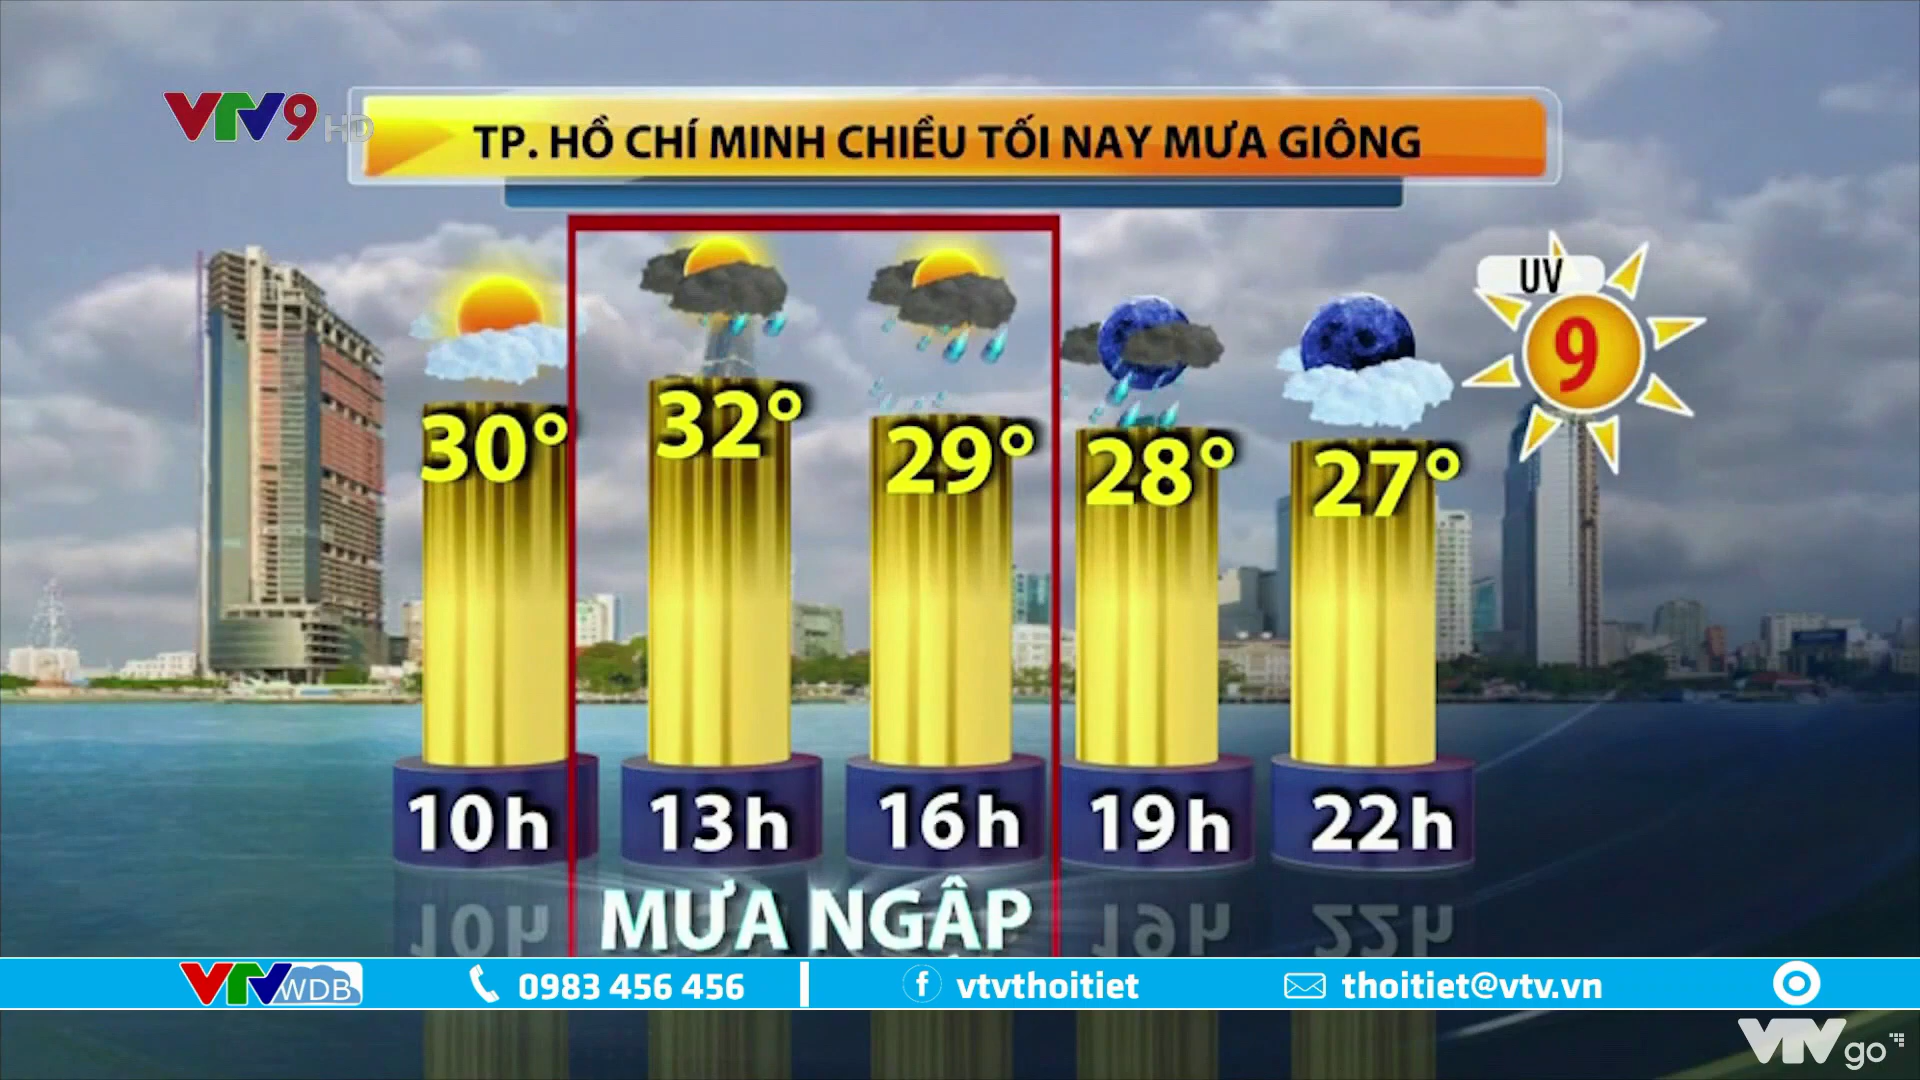 VTV9 HD
TP. HỒ CHÍ MINH CHIỀU TỐI NAY MƯA GIÔNG
UV
9
30° 32° 29° 28° 27°
10h 13h 16h 19h 22h
MƯA NGẬP
VTV WDB 0983 456 456 f vtvthoitiet thoitiet@vtv.vn
VTV go